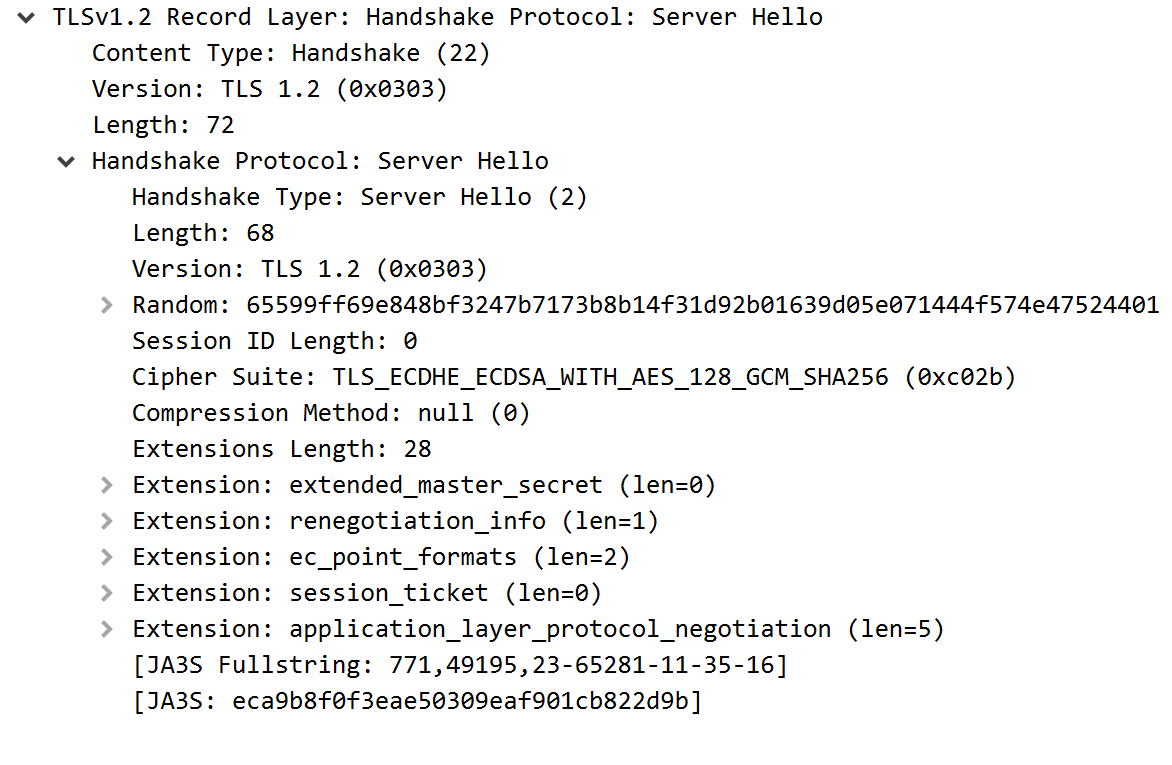 TLSv1.2 Record Layer: Handshake Protocol: Server Hello
Content Type: Handshake (22)
Version: TLS 1.2 (0x0303)
Length: 72
Handshake Protocol: Server Hello
Handshake Type: Server Hello (2)
Length: 68
Version: TLS 1.2 (0x0303)
Random: 65599ff69e848bf3247b7173b8b14f31d92b01639d05e071444f574e47524401
Session ID Length: 0
Cipher Suite: TLS_ECDHE_ECDSA_WITH_AES_128_GCM_SHA256 (0xc02b)
Compression Method: null (0)
Extensions Length: 28
Extension: extended_master_secret (len=0)
Extension: renegotiation_info (len=1)
Extension: ec_point_formats (len=2)
Extension: session_ticket (len=0)
Extension: application_layer_protocol_negotiation (len=5)
[JA3S Fullstring: 771,49195,23-65281-11-35-16]
[JA3S: eca9b8f0f3eae50309eaf901cb822d9b]